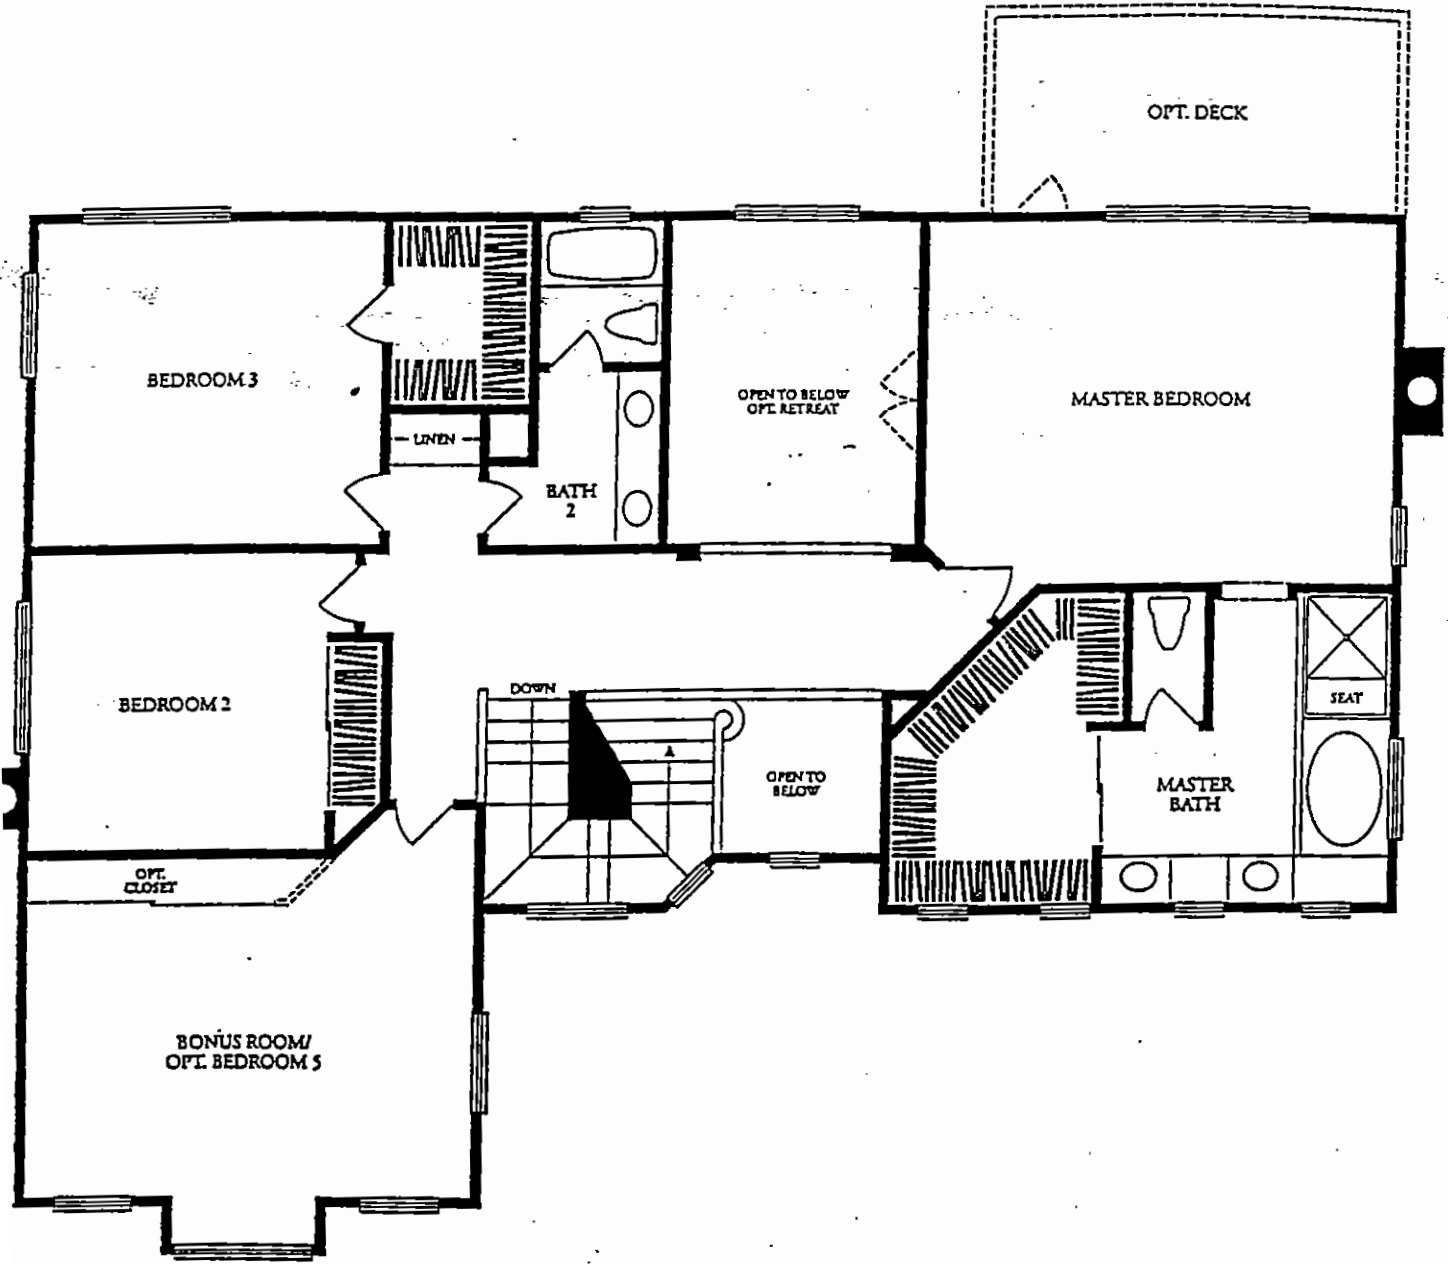 OPT. DECK
BEDROOM 3
OPEN TO BELOW
OPT. RETREAT
MASTER BEDROOM
LINEN
BATH
2
BEDROOM 2
DOWN
SEAT
OPEN TO
BELOW
MASTER
BATH
OPT.
CLOSET
BONUS ROOM/
OPT. BEDROOM 5